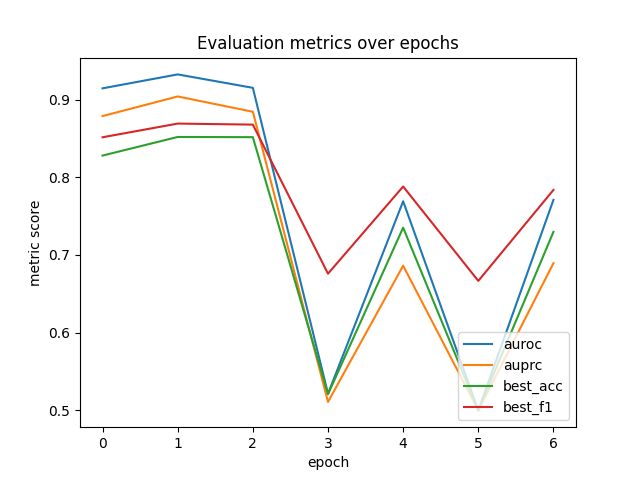 Evaluation metrics over epochs
metric score
0.9
0.8
0.7
0.6
0.5
0 1 2 3 4 5 6
epoch
auroc
auprc
best_acc
best_f1